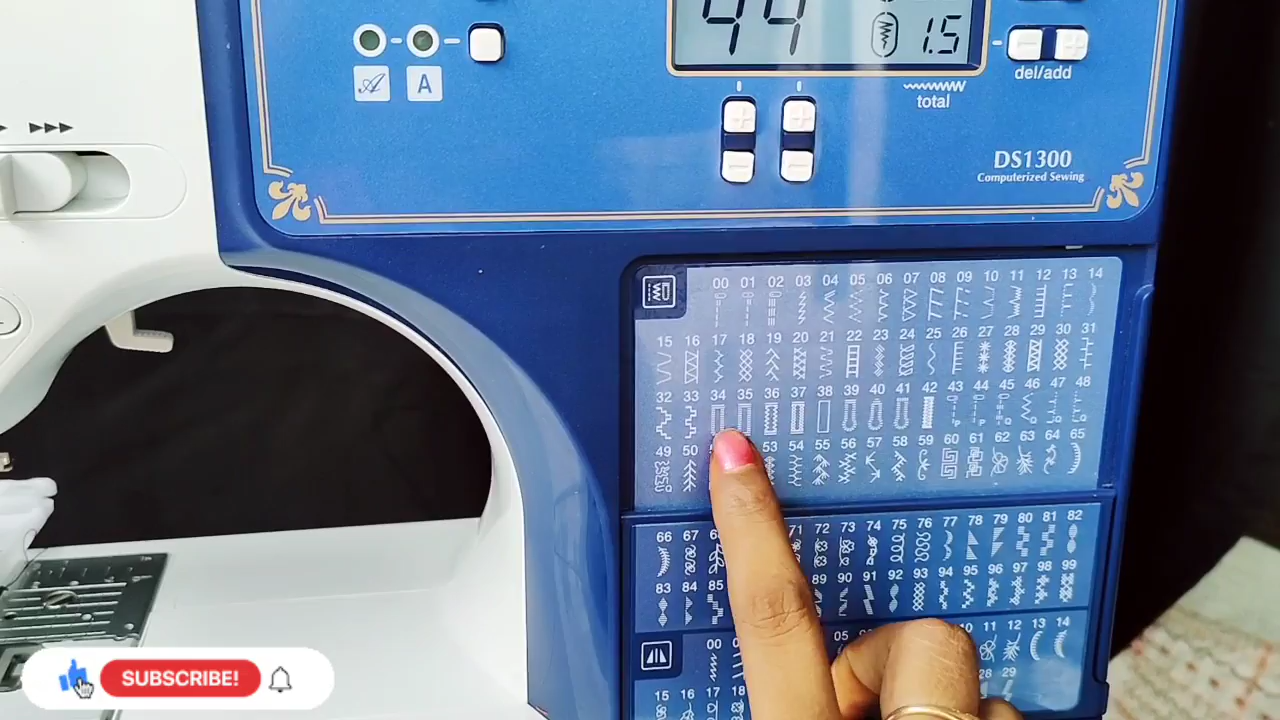 44 1.5
A A
del/add
total
DS1300
Computerized Sewing
00 01 02 03 04 05 06 07 08 09 10 11 12 13 14
15 16 17 18 19 20 21 22 23 24 25 26 27 28 29 30 31
32 33 34 35 36 37 38 39 40 41 42 43 44 45 46 47 48
49 50 53 54 55 56 57 58 59 60 61 62 63 64 65
66 67 71 72 73 74 75 76 77 78 79 80 81 82
83 84 85 89 90 91 92 93 94 95 96 97 98 99
00 05 10 11 12 13 14
15 16 17 18 28 29
SUBSCRIBE!